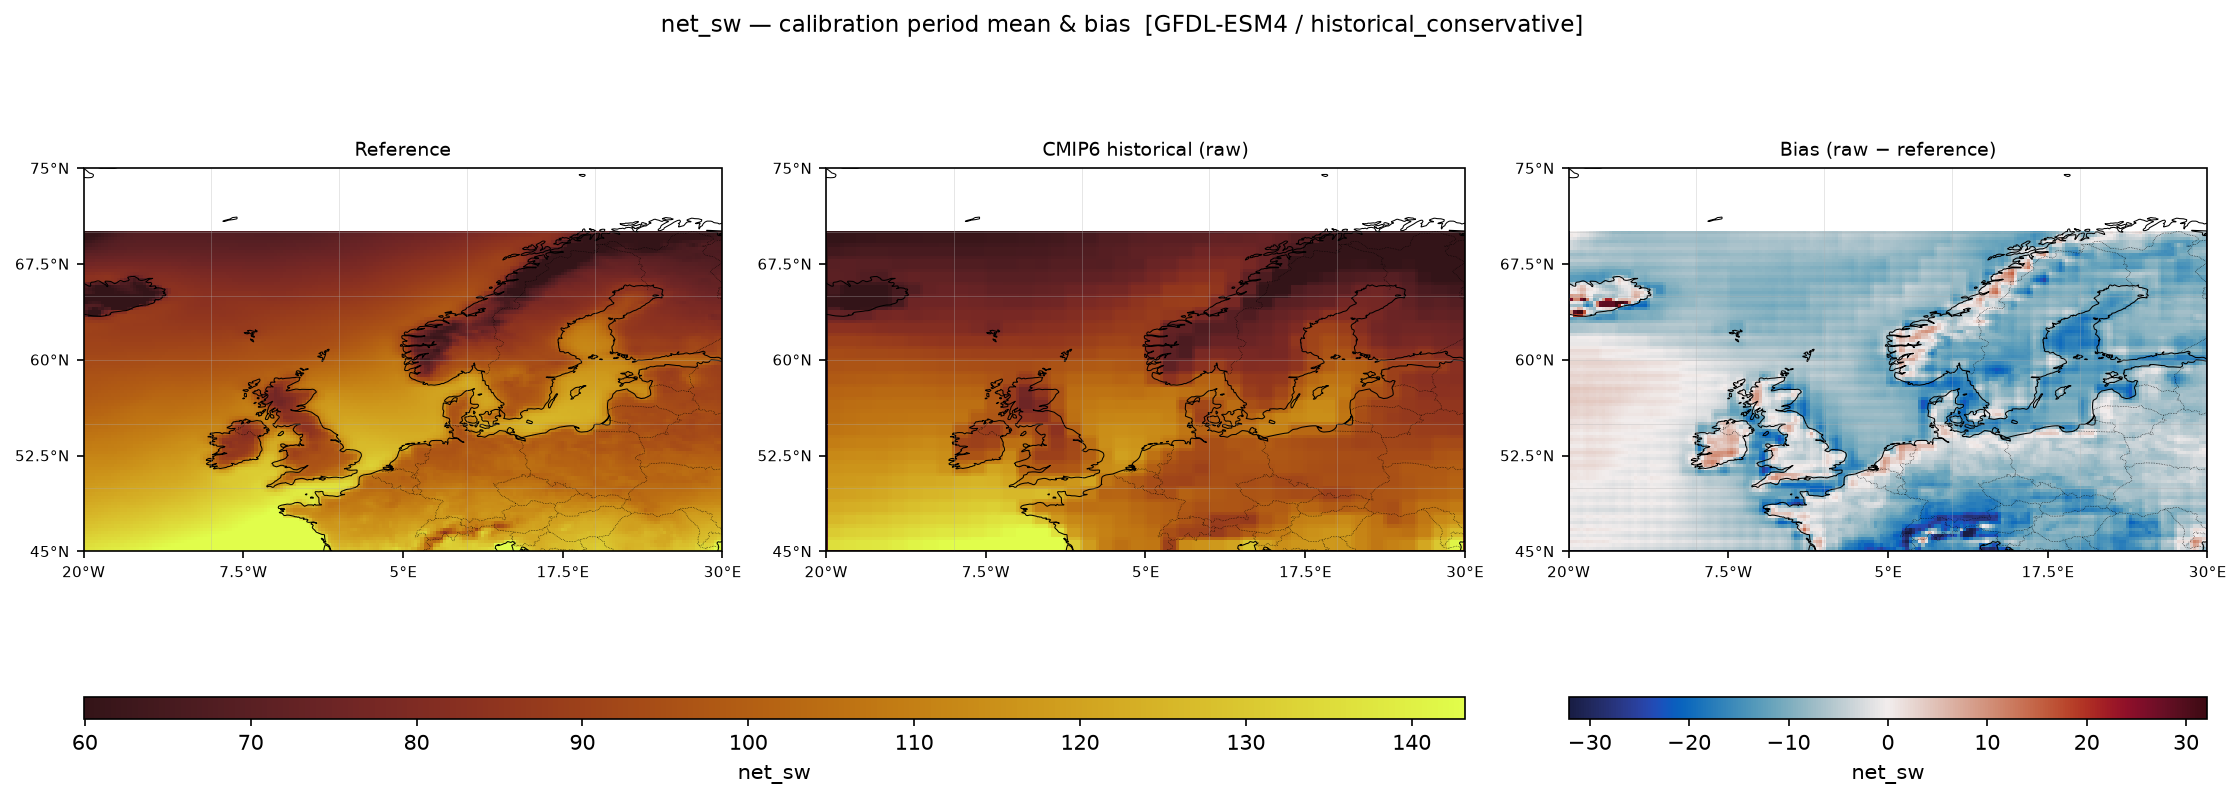 net_sw — calibration period mean & bias  [GFDL-ESM4 / historical_conservative]
Reference
CMIP6 historical (raw)
Bias (raw − reference)
75°N
67.5°N
60°N
52.5°N
45°N
20°W
7.5°W
5°E
17.5°E
30°E
75°N
67.5°N
60°N
52.5°N
45°N
20°W
7.5°W
5°E
17.5°E
30°E
75°N
67.5°N
60°N
52.5°N
45°N
20°W
7.5°W
5°E
17.5°E
30°E
60 70 80 90 100 110 120 130 140
net_sw
−30 −20 −10 0 10 20 30
net_sw